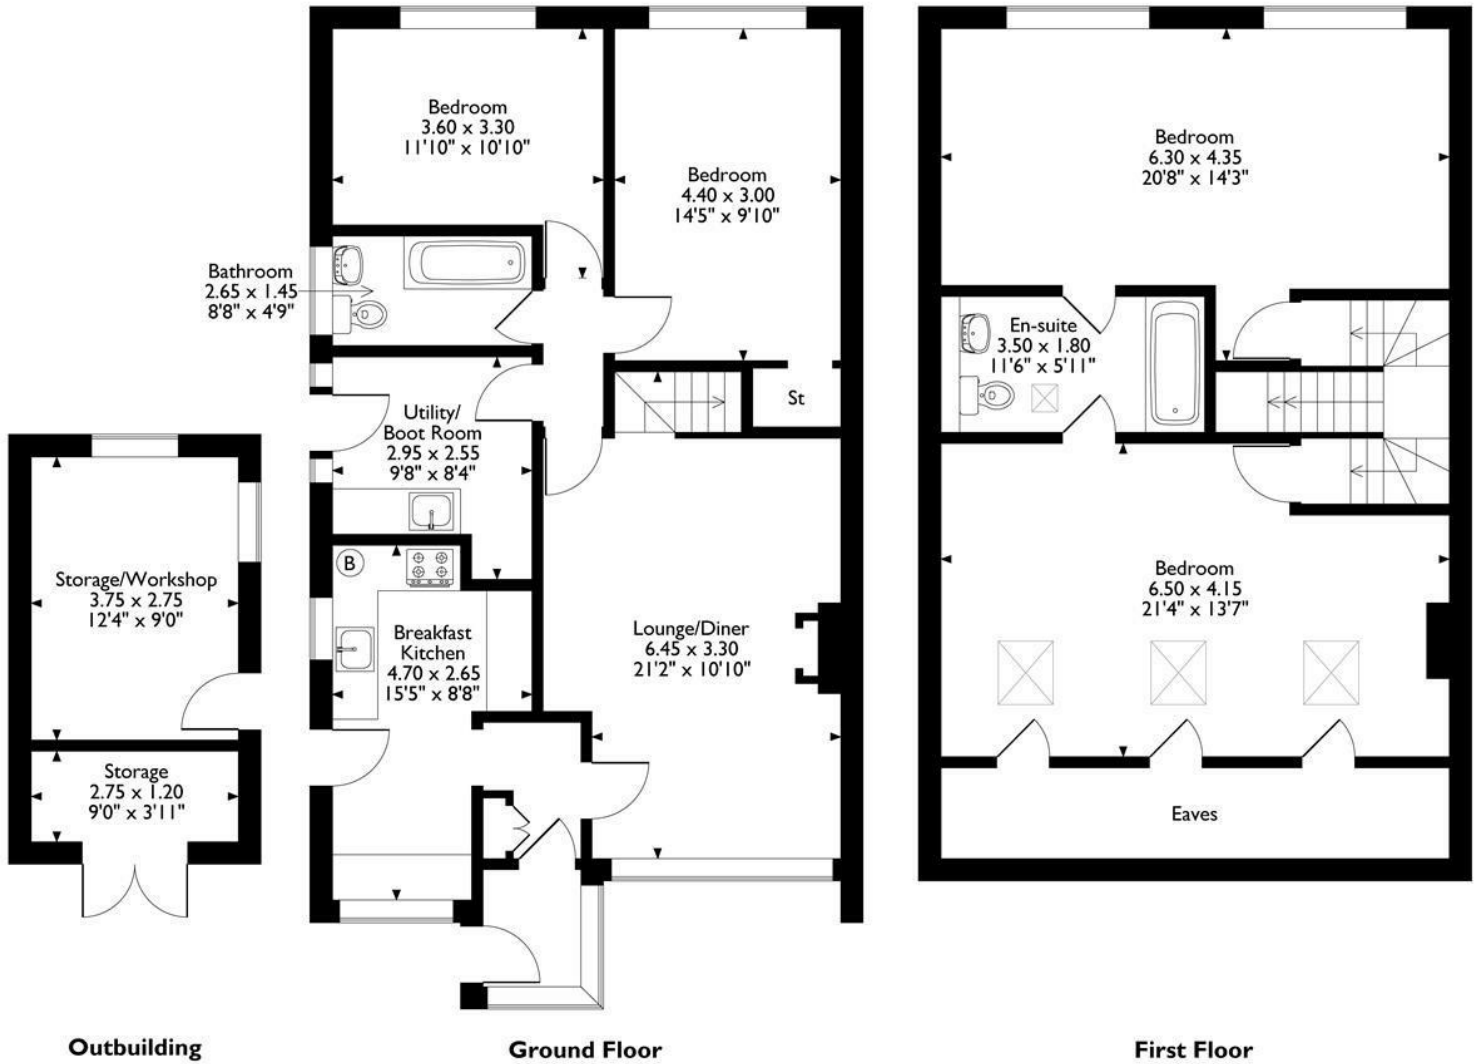 Storage/Workshop
3.75 x 2.75
12'4" x 9'0"
Storage
2.75 x 1.20
9'0" x 3'11"
Outbuilding
Bedroom
3.60 x 3.30
11'10" x 10'10"
Bedroom
4.40 x 3.00
14'5" x 9'10"
Bathroom
2.65 x 1.45
8'8" x 4'9"
Utility/
Boot Room
2.95 x 2.55
9'8" x 8'4"
St
B
Breakfast
Kitchen
4.70 x 2.65
15'5" x 8'8"
Lounge/Diner
6.45 x 3.30
21'2" x 10'10"
Ground Floor
Bedroom
6.30 x 4.35
20'8" x 14'3"
En-suite
3.50 x 1.80
11'6" x 5'11"
Bedroom
6.50 x 4.15
21'4" x 13'7"
Eaves
First Floor